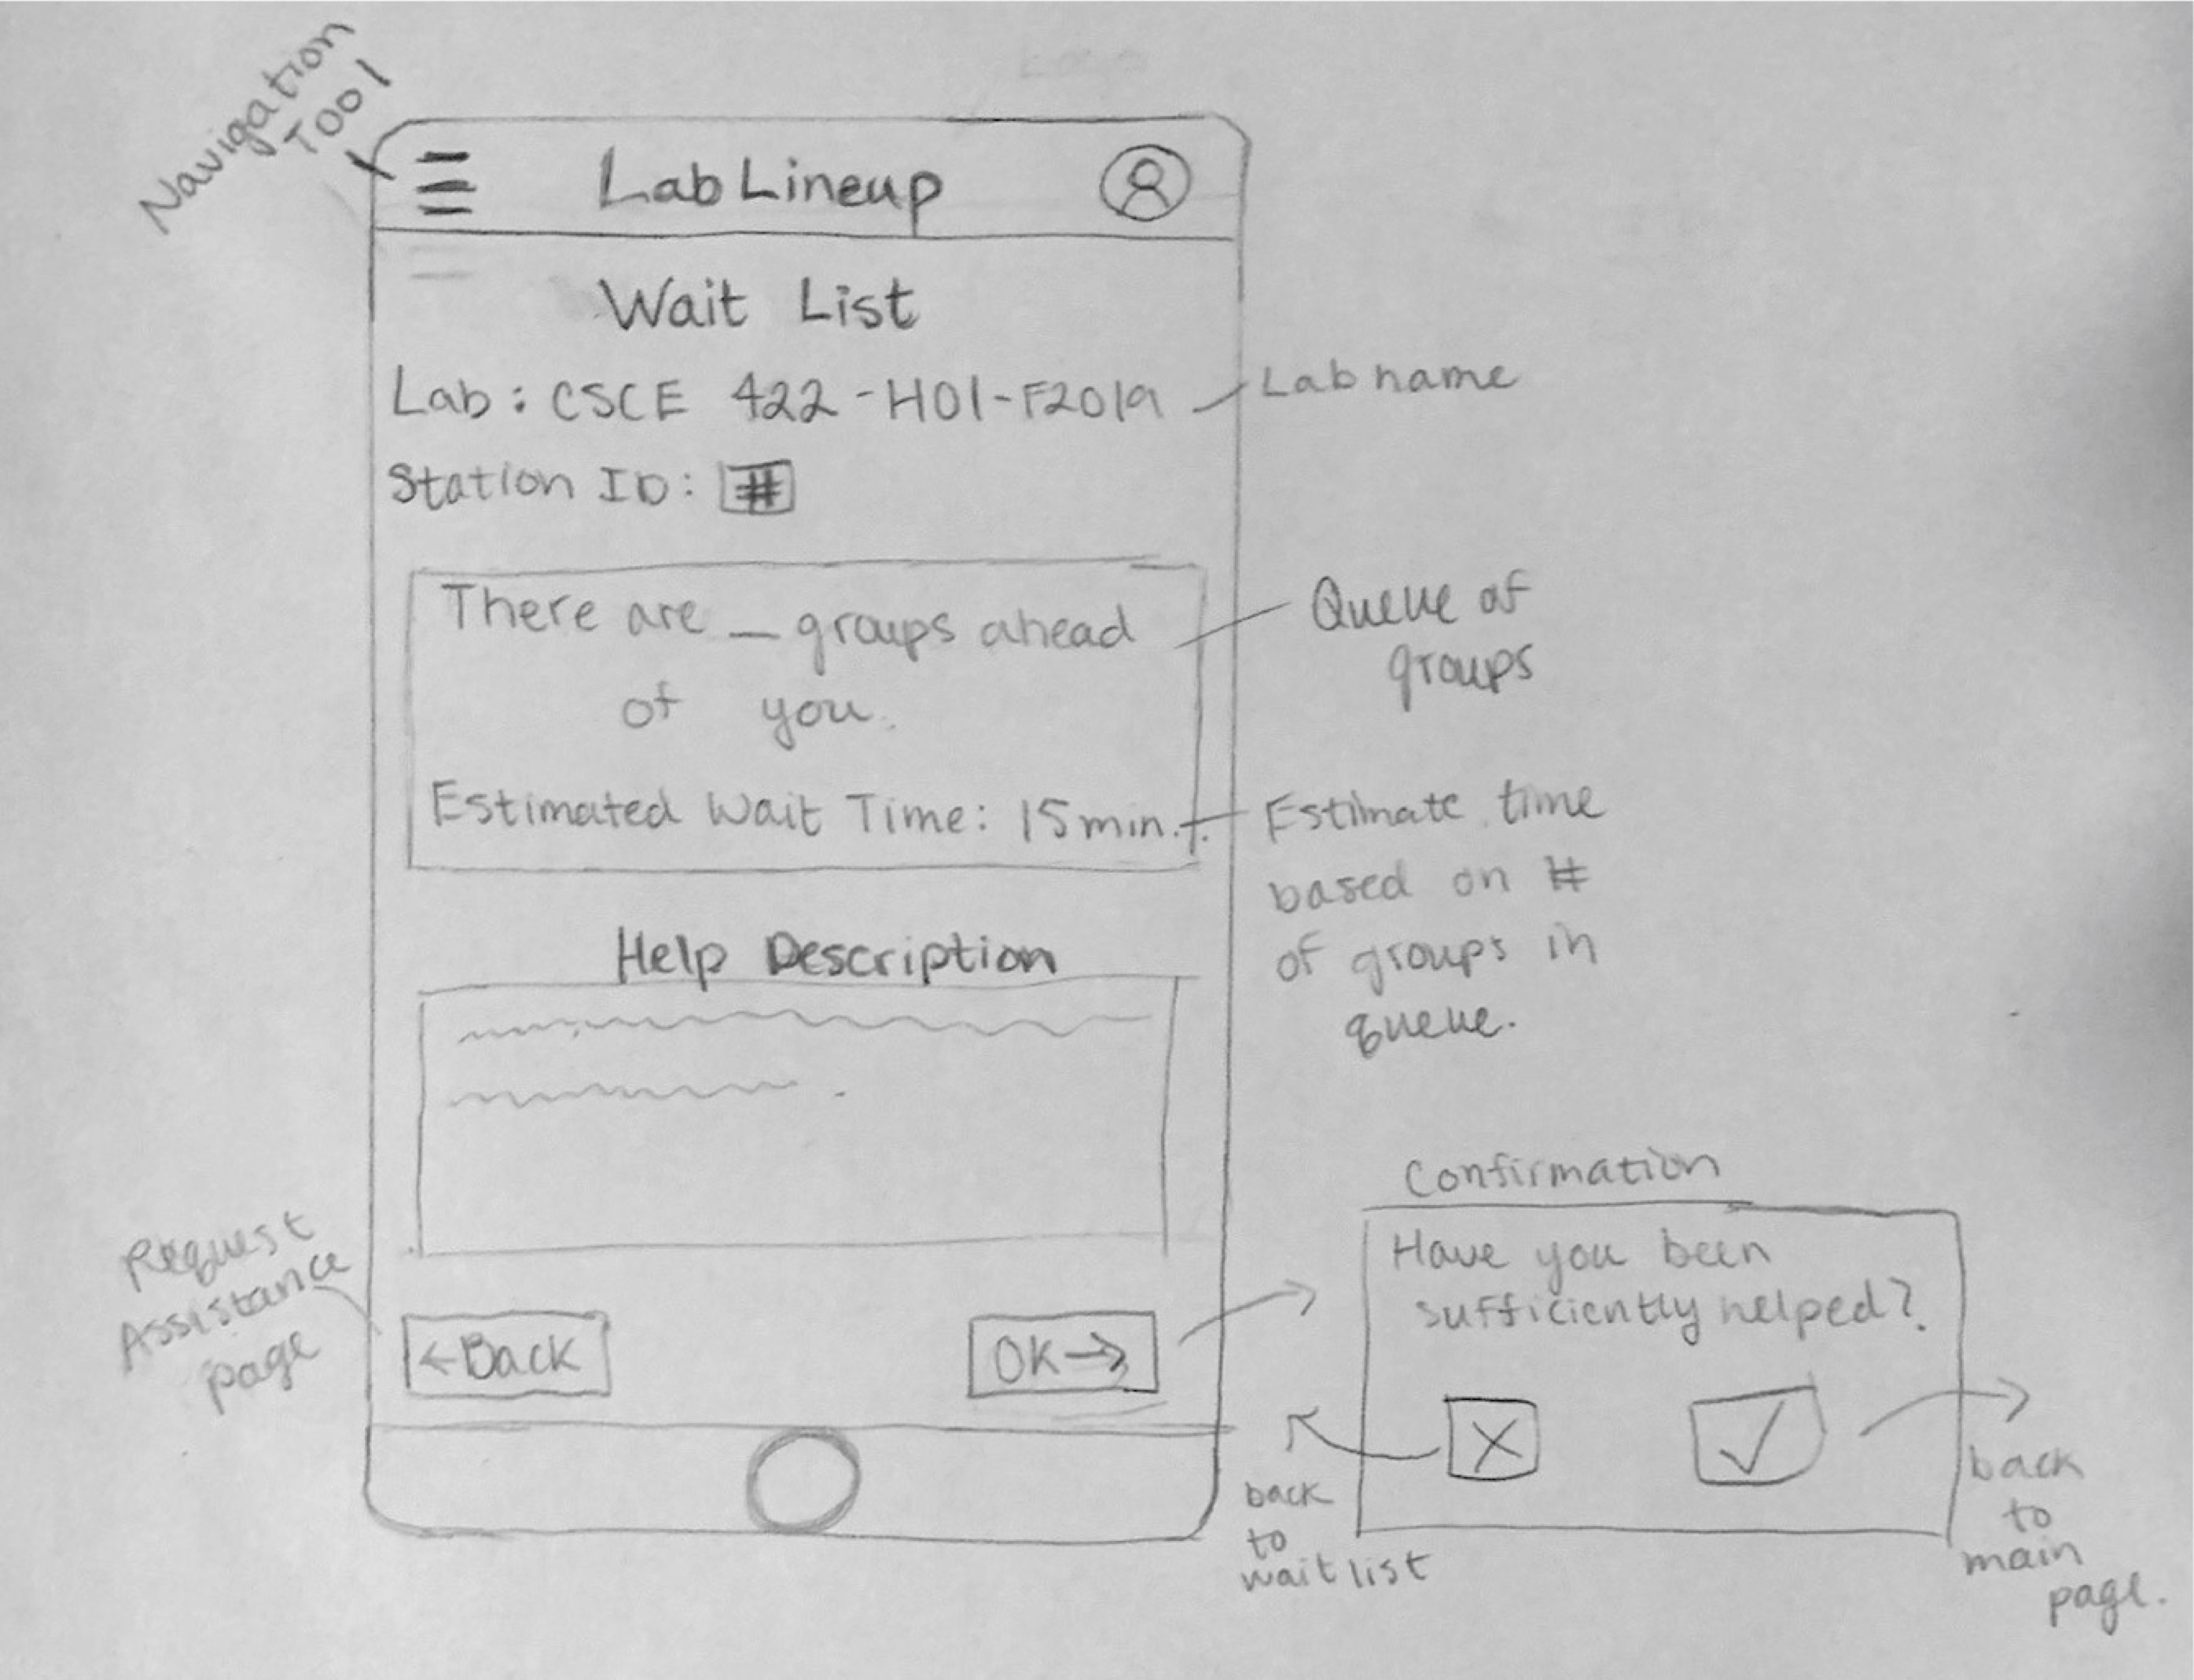 Navigation
Tool
Lab Lineup
Wait List
Lab: CSCE 422-H01-F2019
Lab name
Station ID: #
There are _ groups ahead
of you.
Queue of
groups
Estimated Wait Time: 15 min.
Estimate time
based on #
of groups in
queue.
Help Description
Request
Assistance
page
←Back
OK→
Confirmation
Have you been
sufficiently helped?
X
✓
back
to
waitlist
back
to
main
page.